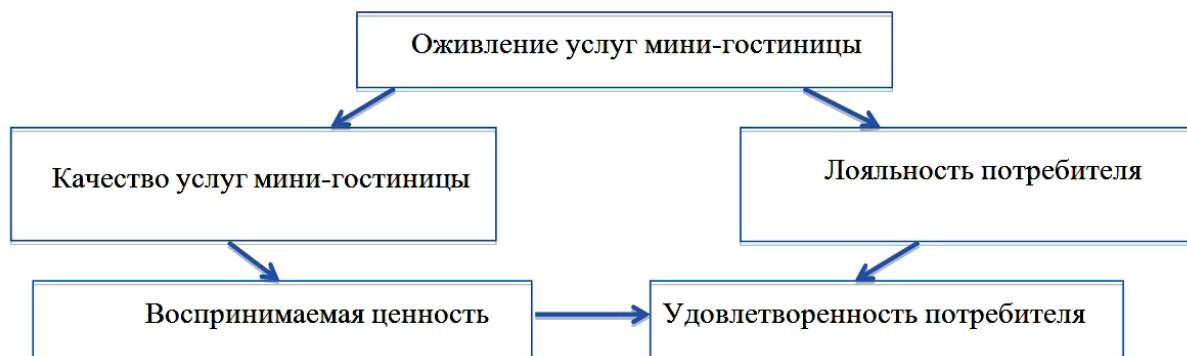 Оживление услуг мини-гостиницы
Качество услуг мини-гостиницы
Лояльность потребителя
Воспринимаемая ценность
Удовлетворенность потребителя